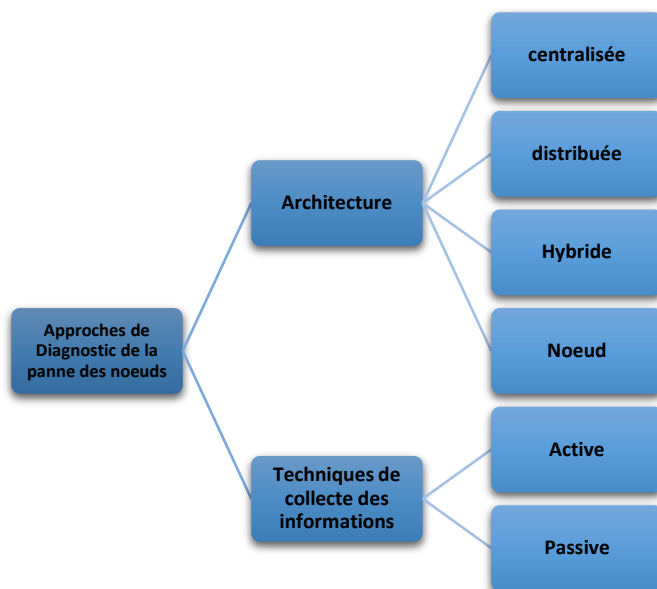 centralisée
distribuée
Architecture
Hybride
Noeud
Approches de
Diagnostic de la
panne des noeuds
Active
Techniques de
collecte des
informations
Passive